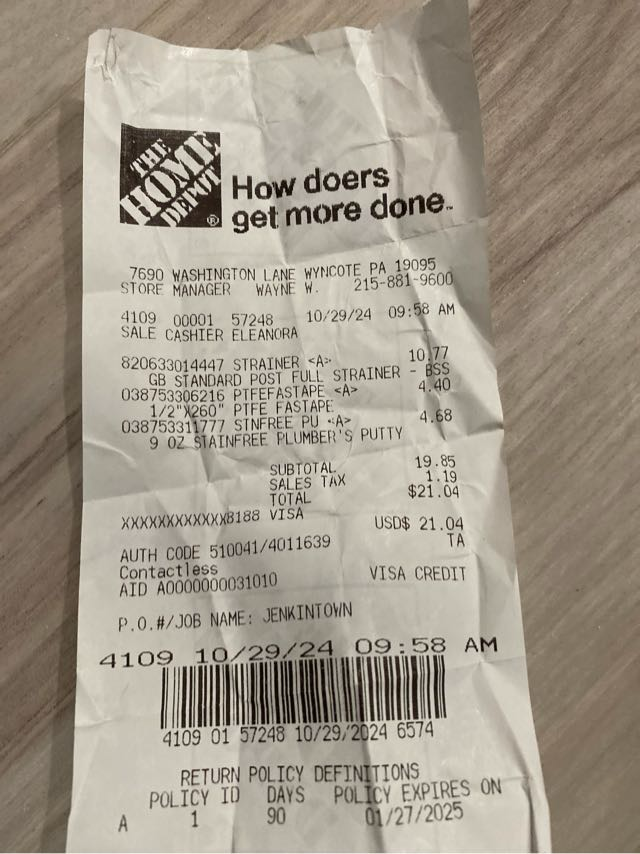 THE
HOME
DEPOT
®
How doers
get more done.™
7690 WASHINGTON LANE WYNCOTE PA 19095
STORE MANAGER WAYNE W. 215-881-9600
4109 00001 57248 10/29/24 09:58 AM
SALE CASHIER ELEANORA
820633014447 STRAINER <A> 10.77
GB STANDARD POST FULL STRAINER - BSS
038753306216 PTFEFASTAPE <A> 4.40
1/2"X260" PTFE FASTAPE
038753311777 STNFREE PU <A> 4.68
9 OZ STAINFREE PLUMBER'S PUTTY
SUBTOTAL 19.85
SALES TAX 1.19
TOTAL $21.04
XXXXXXXXXXXX8188 VISA
USD$ 21.04
AUTH CODE 510041/4011639 TA
Contactless
AID A0000000031010 VISA CREDIT
P.O.#/JOB NAME: JENKINTOWN
4109 10/29/24 09:58 AM
4109 01 57248 10/29/2024 6574
RETURN POLICY DEFINITIONS
POLICY ID DAYS POLICY EXPIRES ON
A 1 90 01/27/2025